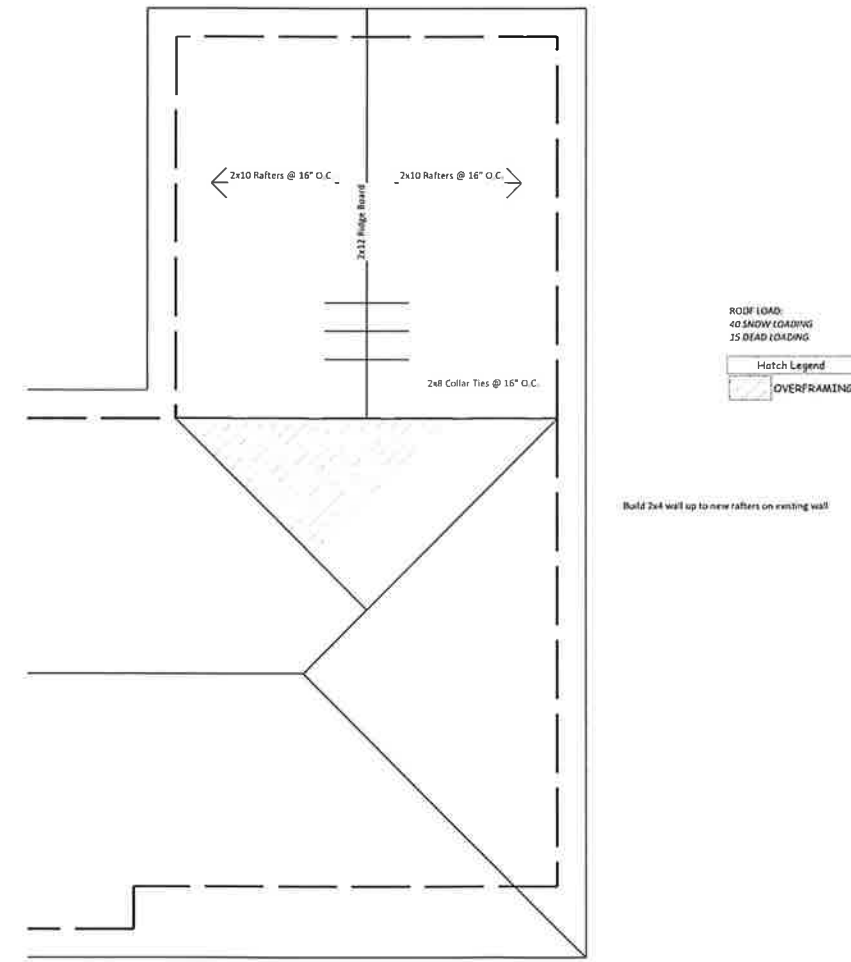 2x10 Rafters @ 16" O.C.
2x10 Rafters @ 16" O.C.
2x12 Ridge Board
2x8 Collar Ties @ 16" O.C.
ROOF LOAD:
40 SNOW LOADING
15 DEAD LOADING
Hatch Legend
OVERFRAMING
Build 2x4 wall up to new rafters on existing wall